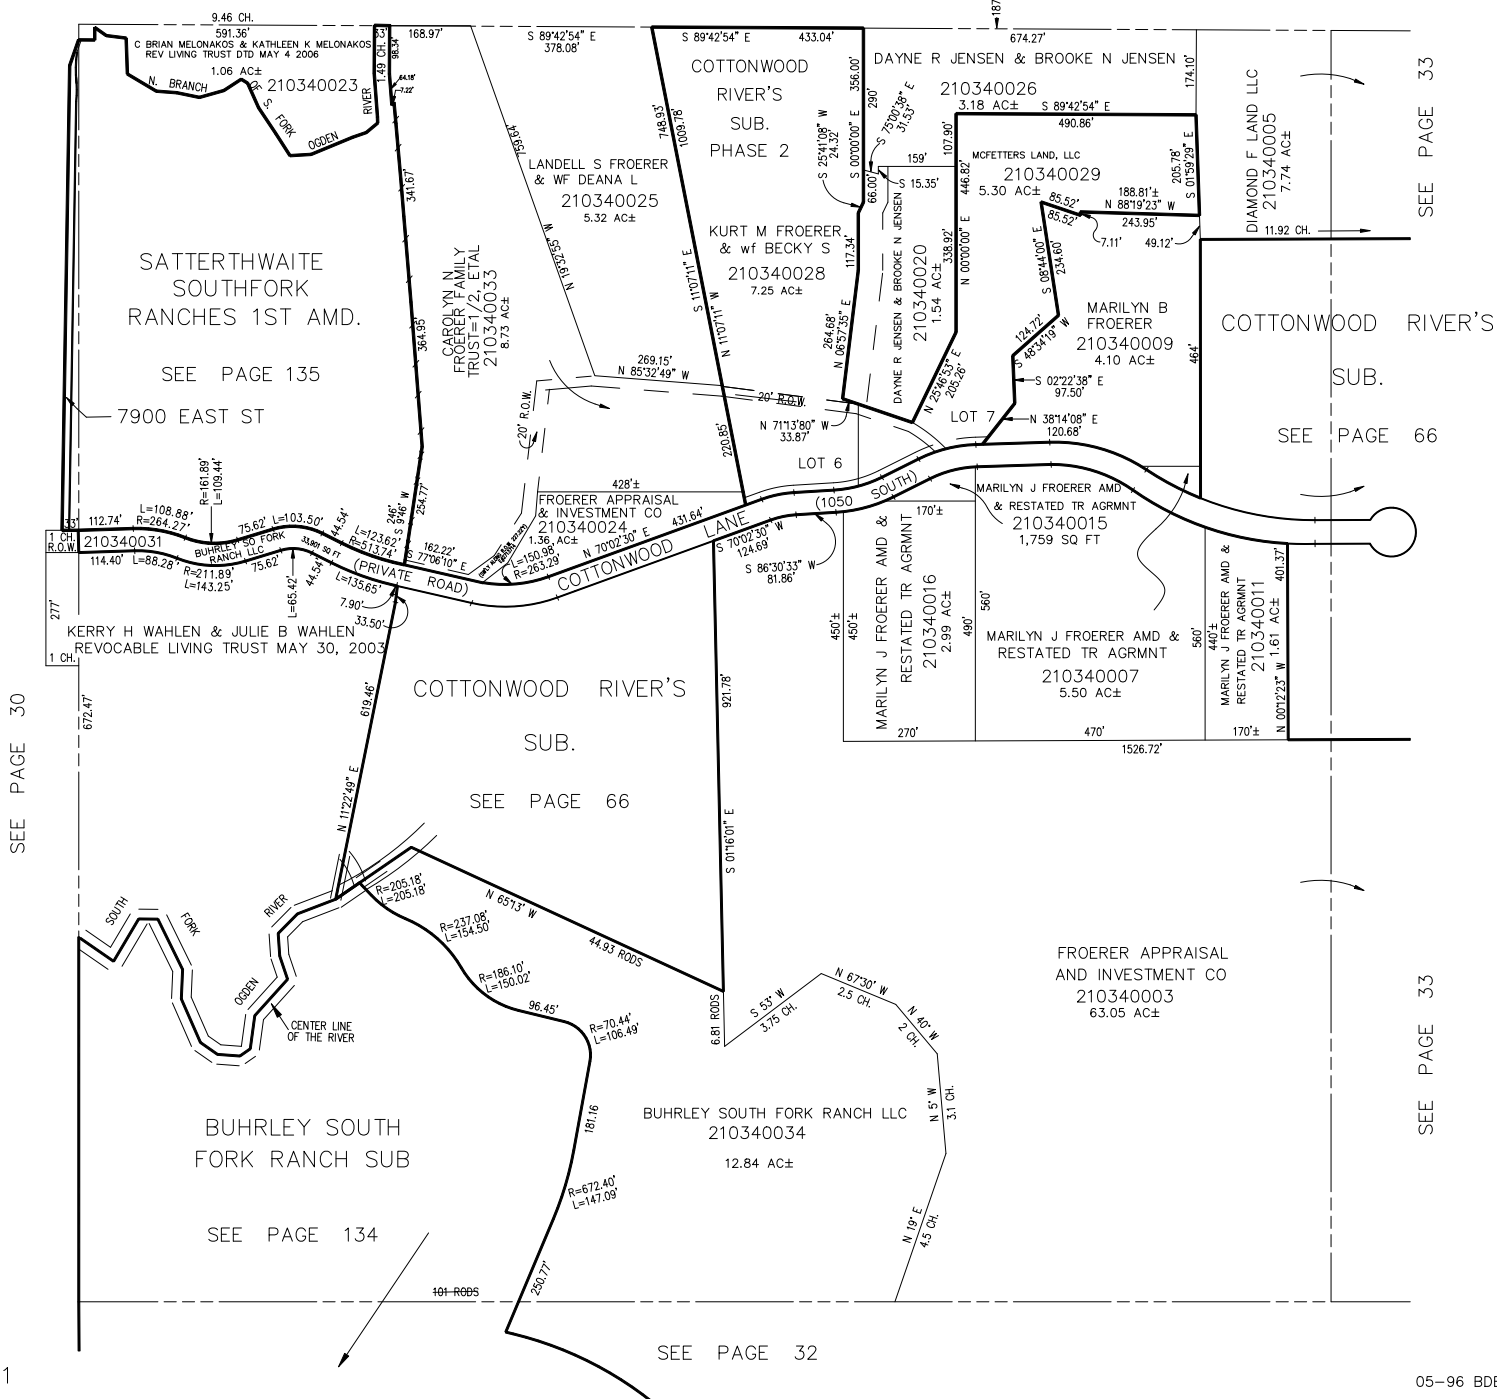 9.46 CH.
591.36'
C BRIAN MELONAKOS & KATHLEEN K MELONAKOS
REV LIVING TRUST DTD MAY 4 2006
1.06 AC±
210340023
N. BRANCH
OF S.
FORK
OGDEN
RIVER
33'
1.49 CH.
98.34'
64.18'
7.22'
168.97'
S 89°42'54" E
378.08'
S 89°42'54" E
433.04'
187
674.27'
341.67'
364.95'
759.64'
N 19°32'55" W
748.93'
1009.78'
S 11°07'11" E
N 11°07'11" W
220.85'
SATTERTHWAITE
SOUTHFORK
RANCHES 1ST AMD.
SEE PAGE 135
7900 EAST ST
CAROLYN N
FROERER FAMILY
TRUST=1/2, ETAL
210340033
8.73 AC±
LANDELL S FROERER
& WF DEANA L
210340025
5.32 AC±
COTTONWOOD
RIVER'S
SUB.
PHASE 2
KURT M FROERER
& wf BECKY S
210340028
7.25 AC±
S 25°41'08" W
24.32'
356.00'
S 00°00'00" E
290'
S 75°00'38" E
31.53'
66.00'
159'
S 15.35'
117.34'
264.68'
N 06°57'35" E
N 71°13'80" W
33.87'
DAYNE R JENSEN & BROOKE N JENSEN
210340026
3.18 AC±
S 89°42'54" E
490.86'
174.10'
107.90'
446.82'
338.92'
N 00°00'00" E
N 25°46'53" E
205.26'
DAYNE R JENSEN & BROOKE N JENSEN
210340020
1.54 AC±
MCFETTERS LAND, LLC
210340029
5.30 AC±
205.78'
S 01°59'29" E
188.81'±
N 88°19'23" W
243.95'
85.52'
85.52'
7.11'
49.12'
S 08°44'00" E
234.60'
124.72'
S 48°34'19" W
S 02°22'38" E
97.50'
N 38°14'08" E
120.68'
LOT 7
LOT 6
MARILYN B
FROERER
210340009
4.10 AC±
464'
DIAMOND F LAND LLC
210340005
7.74 AC±
11.92 CH.
SEE PAGE 33
COTTONWOOD RIVER'S
SUB.
SEE PAGE 66
269.15'
N 85°32'49" W
20' R.O.W.
20' R.O.W.
428'±
FROERER APPRAISAL
& INVESTMENT CO
210340024
1.36 AC±
N 70°02'30" E
431.64'
L=150.98'
R=263.29'
COTTONWOOD LANE
(1050 SOUTH)
(PRIVATE ROAD)
246'
S 9°46' W
254.77'
162.22'
S 77°06'10" E
33'
1 CH.
R.O.W.
112.74'
210340031
114.40'
L=108.88'
R=264.27'
R=161.89'
L=109.44'
75.62'
L=103.50'
44.54'
L=123.62'
R=513.74'
BUHRLEY SO FORK
RANCH LLC
33,901 SQ FT
L=88.28'
R=211.89'
L=143.25'
75.62'
L=65.42'
44.54'
L=135.65'
7.90'
33.50'
277'
1 CH.
KERRY H WAHLEN & JULIE B WAHLEN
REVOCABLE LIVING TRUST MAY 30, 2003
672.47'
619.46'
N 11°22'49" E
SEE PAGE 30
S 70°02'30" W
124.69'
S 86°30'33" W
81.86'
COTTONWOOD RIVER'S
SUB.
SEE PAGE 66
921.78'
S 01°16'01" E
450'±
450'±
MARILYN J FROERER AMD &
RESTATED TR AGRMNT
210340016
2.99 AC±
170'±
490'
560'
270'
MARILYN J FROERER AMD
& RESTATED TR AGRMNT
210340015
1,759 SQ FT
MARILYN J FROERER AMD &
RESTATED TR AGRMNT
210340007
5.50 AC±
470'
1526.72'
560'
440'±
MARILYN J FROERER AMD &
RESTATED TR AGRMNT
210340011
1.61 AC±
170'±
N 00°12'23" W
401.37'
SOUTH
FORK
OGDEN
RIVER
CENTER LINE
OF THE RIVER
R=205.18'
L=205.18'
R=237.08'
L=154.50'
R=186.10'
L=150.02'
96.45'
R=70.44'
L=106.49'
181.16
R=672.40'
L=147.09'
250.77'
N 65°13' W
44.93 RODS
6.81 RODS
S 53° W
3.75 CH.
N 67°30' W
2.5 CH.
N 40° W
2 CH.
N 5° W
3.1 CH.
N 19° E
4.5 CH.
FROERER APPRAISAL
AND INVESTMENT CO
210340003
63.05 AC±
SEE PAGE 33
BUHRLEY SOUTH FORK RANCH LLC
210340034
12.84 AC±
BUHRLEY SOUTH
FORK RANCH SUB
SEE PAGE 134
101 RODS
SEE PAGE 32
1
05-96 BDB